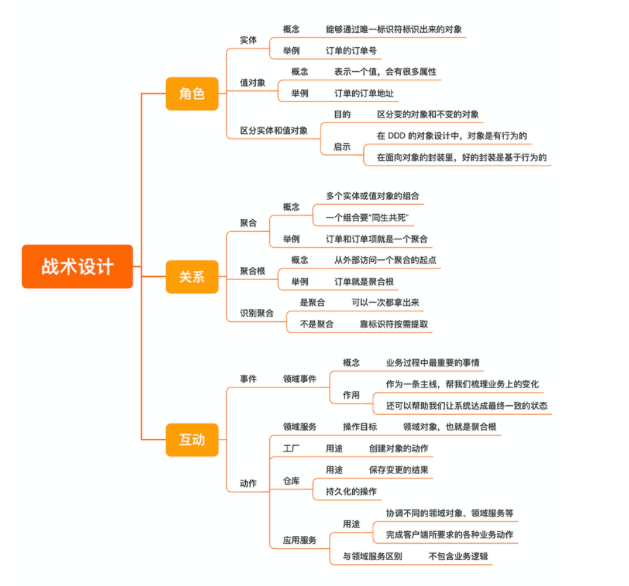 战术设计
角色
实体
概念
能够通过唯一标识符标识出来的对象
举例
订单的订单号
值对象
概念
表示一个值，会有很多属性
举例
订单的订单地址
区分实体和值对象
目的
区分变的对象和不变的对象
启示
在 DDD 的对象设计中，对象是有行为的
在面向对象的封装里，好的封装是基于行为的
关系
聚合
概念
多个实体或值对象的组合
一个组合要"同生共死"
举例
订单和订单项就是一个聚合
聚合根
概念
从外部访问一个聚合的起点
举例
订单就是聚合根
识别聚合
是聚合
可以一次都拿出来
不是聚合
靠标识符按需提取
互动
事件
领域事件
概念
业务过程中最重要的事情
作用
作为一条主线，帮我们梳理业务上的变化
还可以帮助我们让系统达成最终一致的状态
动作
领域服务
操作目标
领域对象，也就是聚合根
工厂
用途
创建对象的动作
仓库
用途
保存变更的结果
持久化的操作
应用服务
用途
协调不同的领域对象、领域服务等
完成客户端所要求的各种业务动作
与领域服务区别
不包含业务逻辑